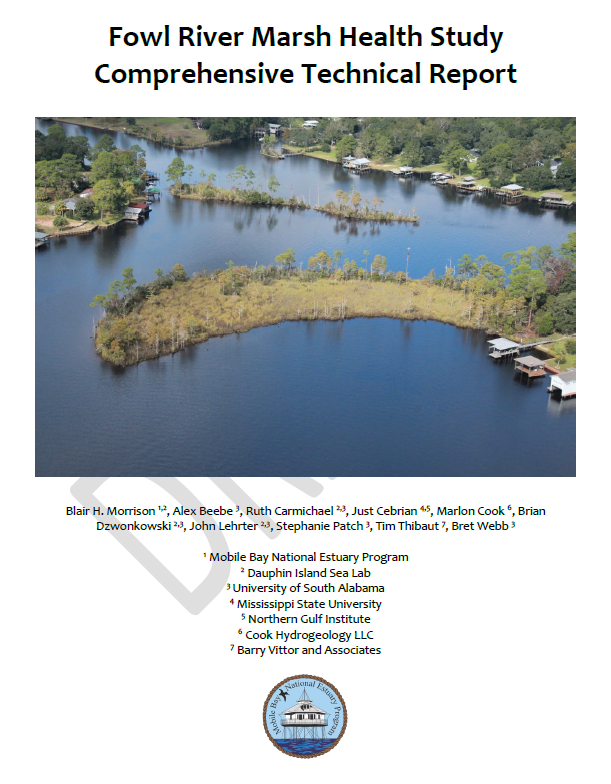 Fowl River Marsh Health Study
Comprehensive Technical Report
Blair H. Morrison 1,2, Alex Beebe 3, Ruth Carmichael 2,3, Just Cebrian 4,5, Marlon Cook 6, Brian
Dzwonkowski 2,3, John Lehrter 2,3, Stephanie Patch 3, Tim Thibaut 7, Bret Webb 3
1 Mobile Bay National Estuary Program
2 Dauphin Island Sea Lab
3 University of South Alabama
4 Mississippi State University
5 Northern Gulf Institute
6 Cook Hydrogeology LLC
7 Barry Vittor and Associates
Mobile Bay National Estuary Program